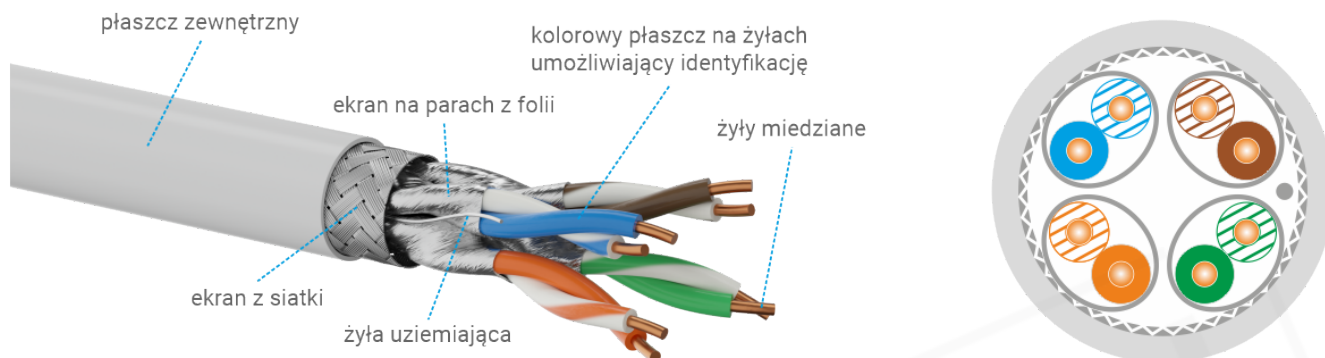 płaszcz zewnętrzny
kolorowy płaszcz na żyłach
umożliwiający identyfikację
ekran na parach z folii
żyły miedziane
ekran z siatki
żyła uziemiająca